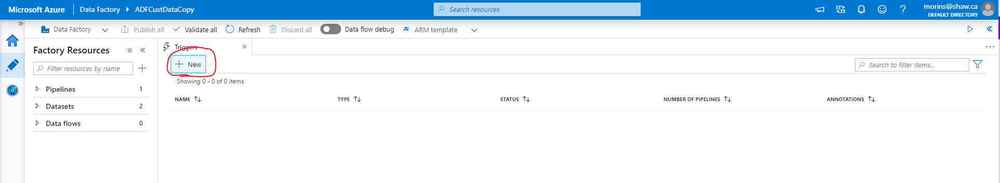 Microsoft Azure Data Factory ADFCustDataCopy Search resources morins@shaw.ca
DEFAULT DIRECTORY
Data Factory Publish all Validate all Refresh Discard all Data flow debug ARM template
Factory Resources
Triggers
Filter resources by name
New
Search to filter items...
Showing 0 - 0 of 0 items
Pipelines 1
Datasets 2
Data flows 0
NAME TYPE STATUS NUMBER OF PIPELINES ANNOTATIONS